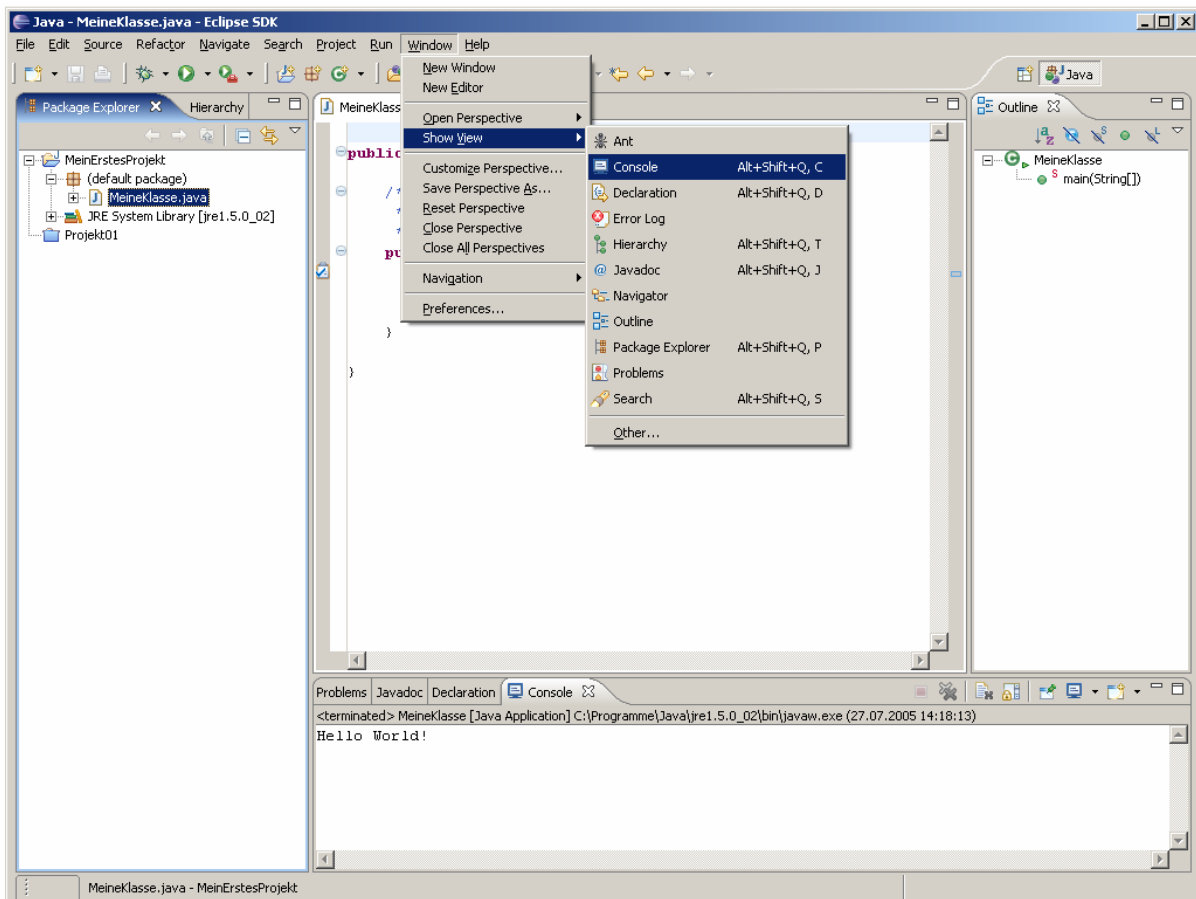 Java - MeineKlasse.java - Eclipse SDK
File Edit Source Refactor Navigate Search Project Run Window Help
Java
Package Explorer Hierarchy
MeinErstesProjekt
(default package)
MeineKlasse.java
JRE System Library [jre1.5.0_02]
Projekt01
MeineKlass
public
/*
*
*
pu
}
}
New Window
New Editor
Open Perspective
Show View
Customize Perspective...
Save Perspective As...
Reset Perspective
Close Perspective
Close All Perspectives
Navigation
Preferences...
Ant
Console Alt+Shift+Q, C
Declaration Alt+Shift+Q, D
Error Log
Hierarchy Alt+Shift+Q, T
Javadoc Alt+Shift+Q, J
Navigator
Outline
Package Explorer Alt+Shift+Q, P
Problems
Search Alt+Shift+Q, S
Other...
Outline
MeineKlasse
main(String[])
Problems Javadoc Declaration Console
<terminated> MeineKlasse [Java Application] C:\Programme\Java\jre1.5.0_02\bin\javaw.exe (27.07.2005 14:18:13)
Hello World!
MeineKlasse.java - MeinErstesProjekt